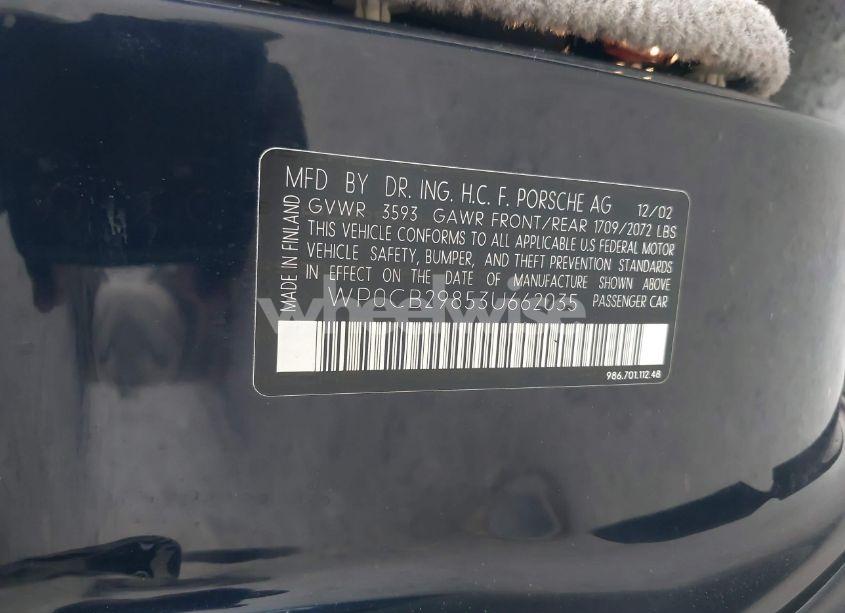 MFD BY DR. ING. H.C. F. PORSCHE AG 12/02
GVWR 3593 GAWR FRONT/REAR 1709/2072 LBS
THIS VEHICLE CONFORMS TO ALL APPLICABLE U.S FEDERAL MOTOR
VEHICLE SAFETY, BUMPER, AND THEFT PREVENTION STANDARDS
IN EFFECT ON THE DATE OF MANUFACTURE SHOWN ABOVE
WP0CB29853U662035 PASSENGER CAR
MADE IN FINLAND
wheelwise
986.701.112.48